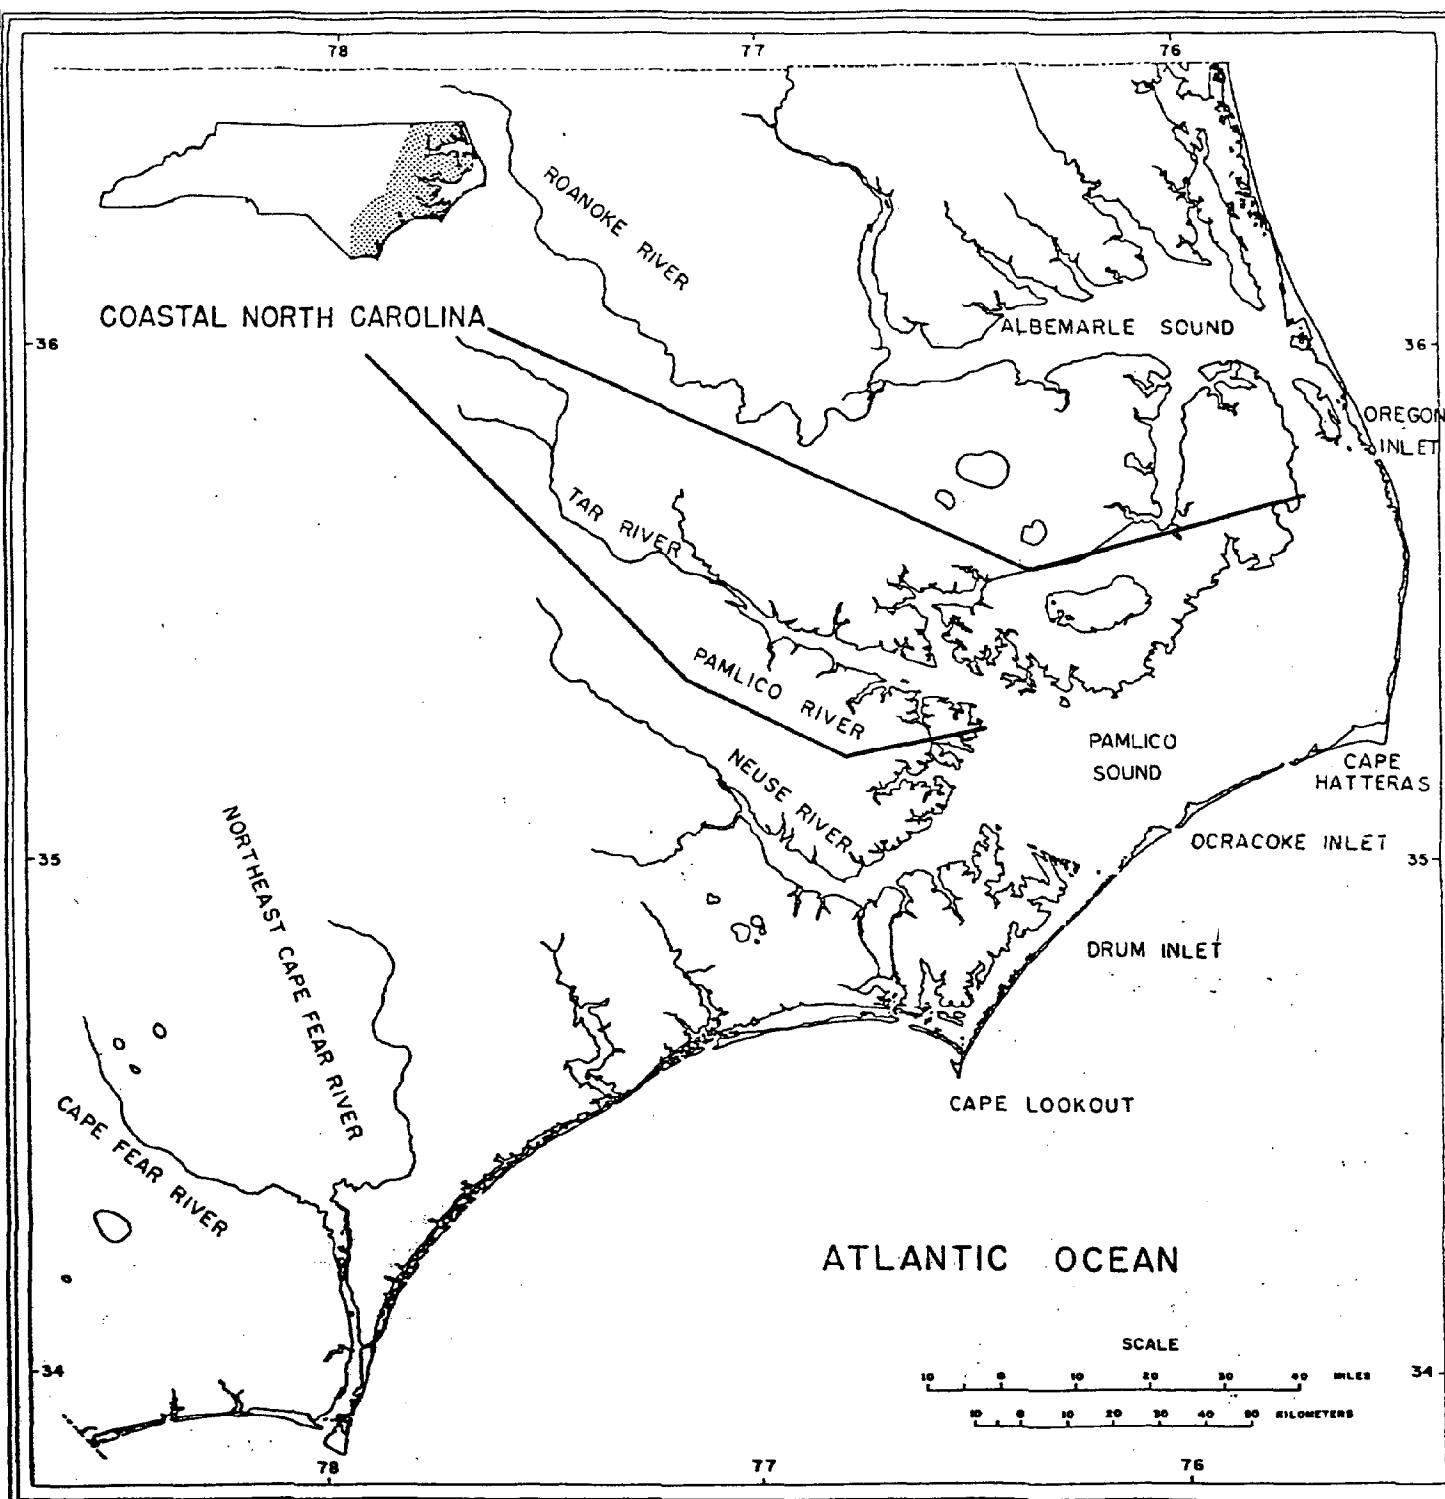 78 77 76
ROANOKE RIVER
COASTAL NORTH CAROLINA
ALBEMARLE SOUND
36 36
OREGON
INLET
TAR RIVER
PAMLICO RIVER
PAMLICO
SOUND
CAPE
HATTERAS
NEUSE RIVER
OCRACOKE INLET
35 35
NORTHEAST CAPE FEAR RIVER
DRUM INLET
CAPE LOOKOUT
CAPE FEAR RIVER
ATLANTIC OCEAN
SCALE
34 34
10 0 10 20 30 40 MILES
10 0 10 20 30 40 50 KILOMETERS
78 77 76